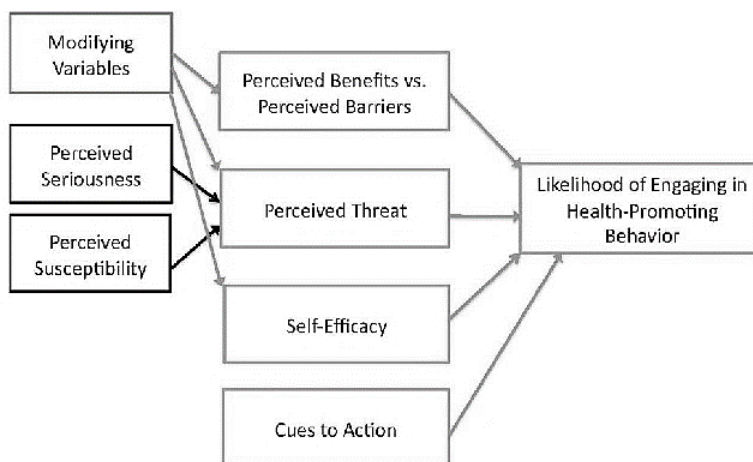 Modifying
Variables
Perceived Benefits vs.
Perceived Barriers
Perceived
Seriousness
Perceived Threat
Likelihood of Engaging in
Health-Promoting
Behavior
Perceived
Susceptibility
Self-Efficacy
Cues to Action